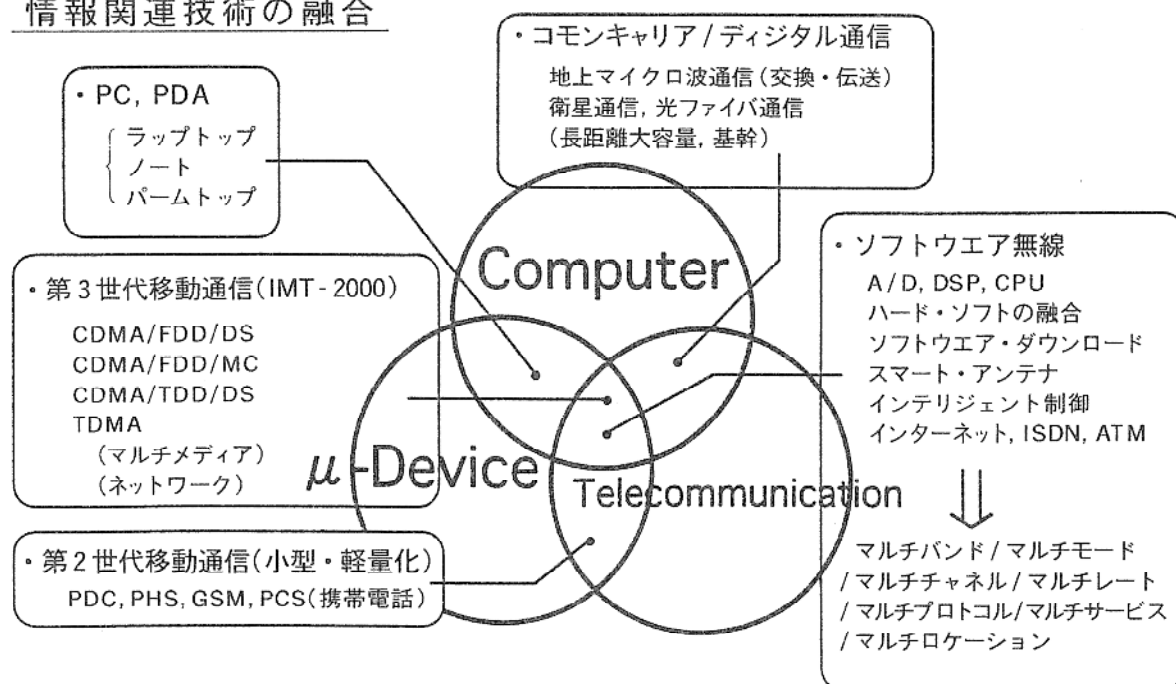 情報関連技術の融合
・コモンキャリア/ディジタル通信
地上マイクロ波通信(交換・伝送)
衛星通信, 光ファイバ通信
(長距離大容量, 基幹)
・PC, PDA
ラップトップ
ノート
パームトップ
Computer
・第3世代移動通信(IMT-2000)
CDMA/FDD/DS
CDMA/FDD/MC
CDMA/TDD/DS
TDMA
(マルチメディア)
(ネットワーク)
μ-Device
Telecommunication
・ソフトウエア無線
A/D, DSP, CPU
ハード・ソフトの融合
ソフトウエア・ダウンロード
スマート・アンテナ
インテリジェント制御
インターネット, ISDN, ATM
マルチバンド/マルチモード
/マルチチャネル/マルチレート
/マルチプロトコル/マルチサービス
/マルチロケーション
・第2世代移動通信(小型・軽量化)
PDC, PHS, GSM, PCS(携帯電話)